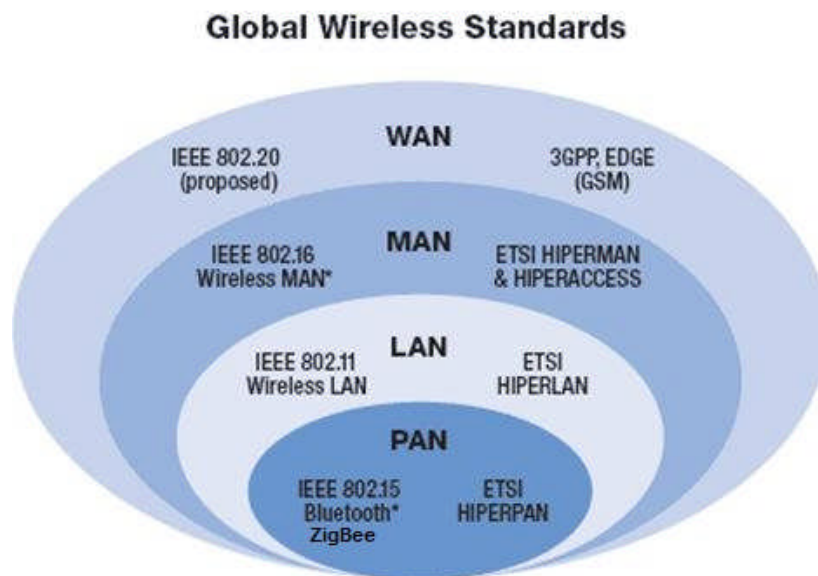 Global Wireless Standards
WAN
IEEE 802.20
(proposed)
3GPP, EDGE
(GSM)
MAN
IEEE 802.16
Wireless MAN*
ETSI HIPERMAN
& HIPERACCESS
LAN
IEEE 802.11
Wireless LAN
ETSI
HIPERLAN
PAN
IEEE 802.15
Bluetooth*
ZigBee
ETSI
HIPERPAN